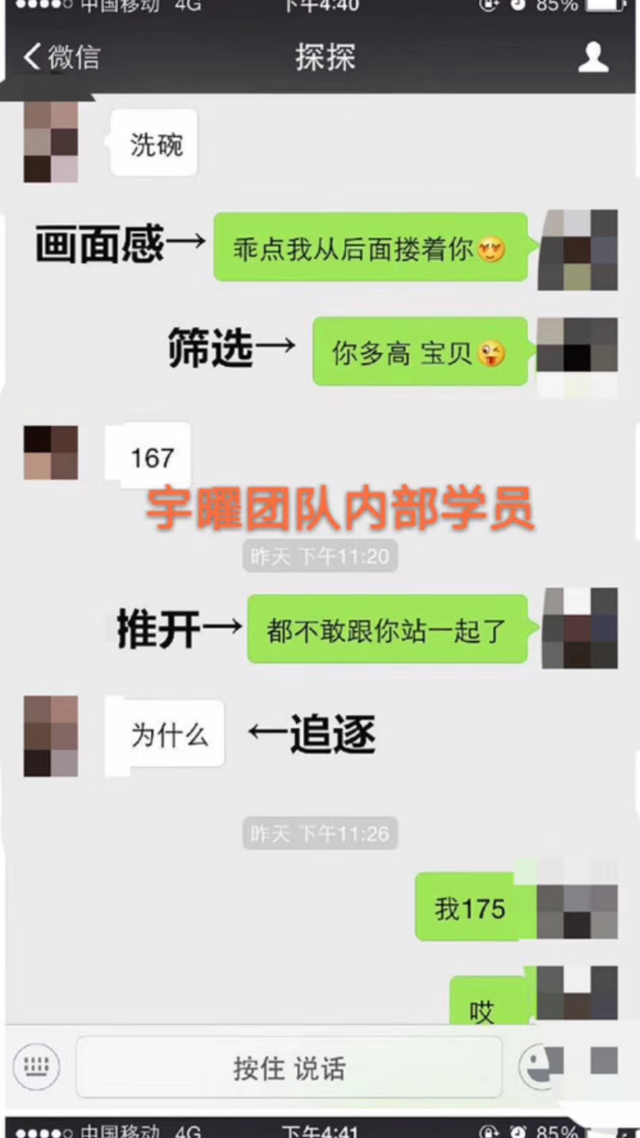 中国移动 4G 下午4:40 85%
微信 探探
洗碗
画面感→ 乖点我从后面搂着你
筛选→ 你多高 宝贝
167
宇曜团队内部学员
昨天 下午11:20
推开→ 都不敢跟你站一起了
为什么 ←追逐
昨天 下午11:26
我175
哎
按住 说话
中国移动 4G 下午4:41 85%